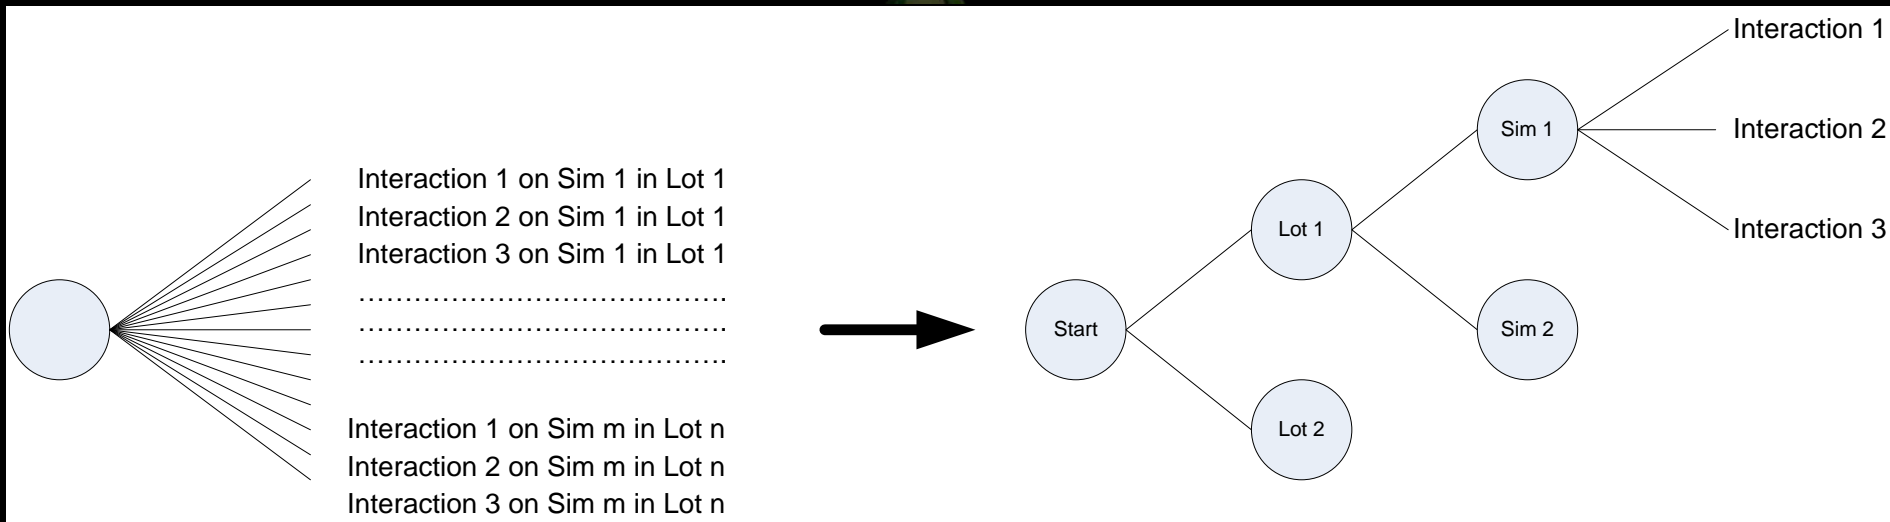 Interaction 1 on Sim 1 in Lot 1
Interaction 2 on Sim 1 in Lot 1
Interaction 3 on Sim 1 in Lot 1
…………………………………..
…………………………………..
…………………………………..
Interaction 1 on Sim m in Lot n
Interaction 2 on Sim m in Lot n
Interaction 3 on Sim m in Lot n
Start
Lot 1
Lot 2
Sim 1
Sim 2
Interaction 1
Interaction 2
Interaction 3